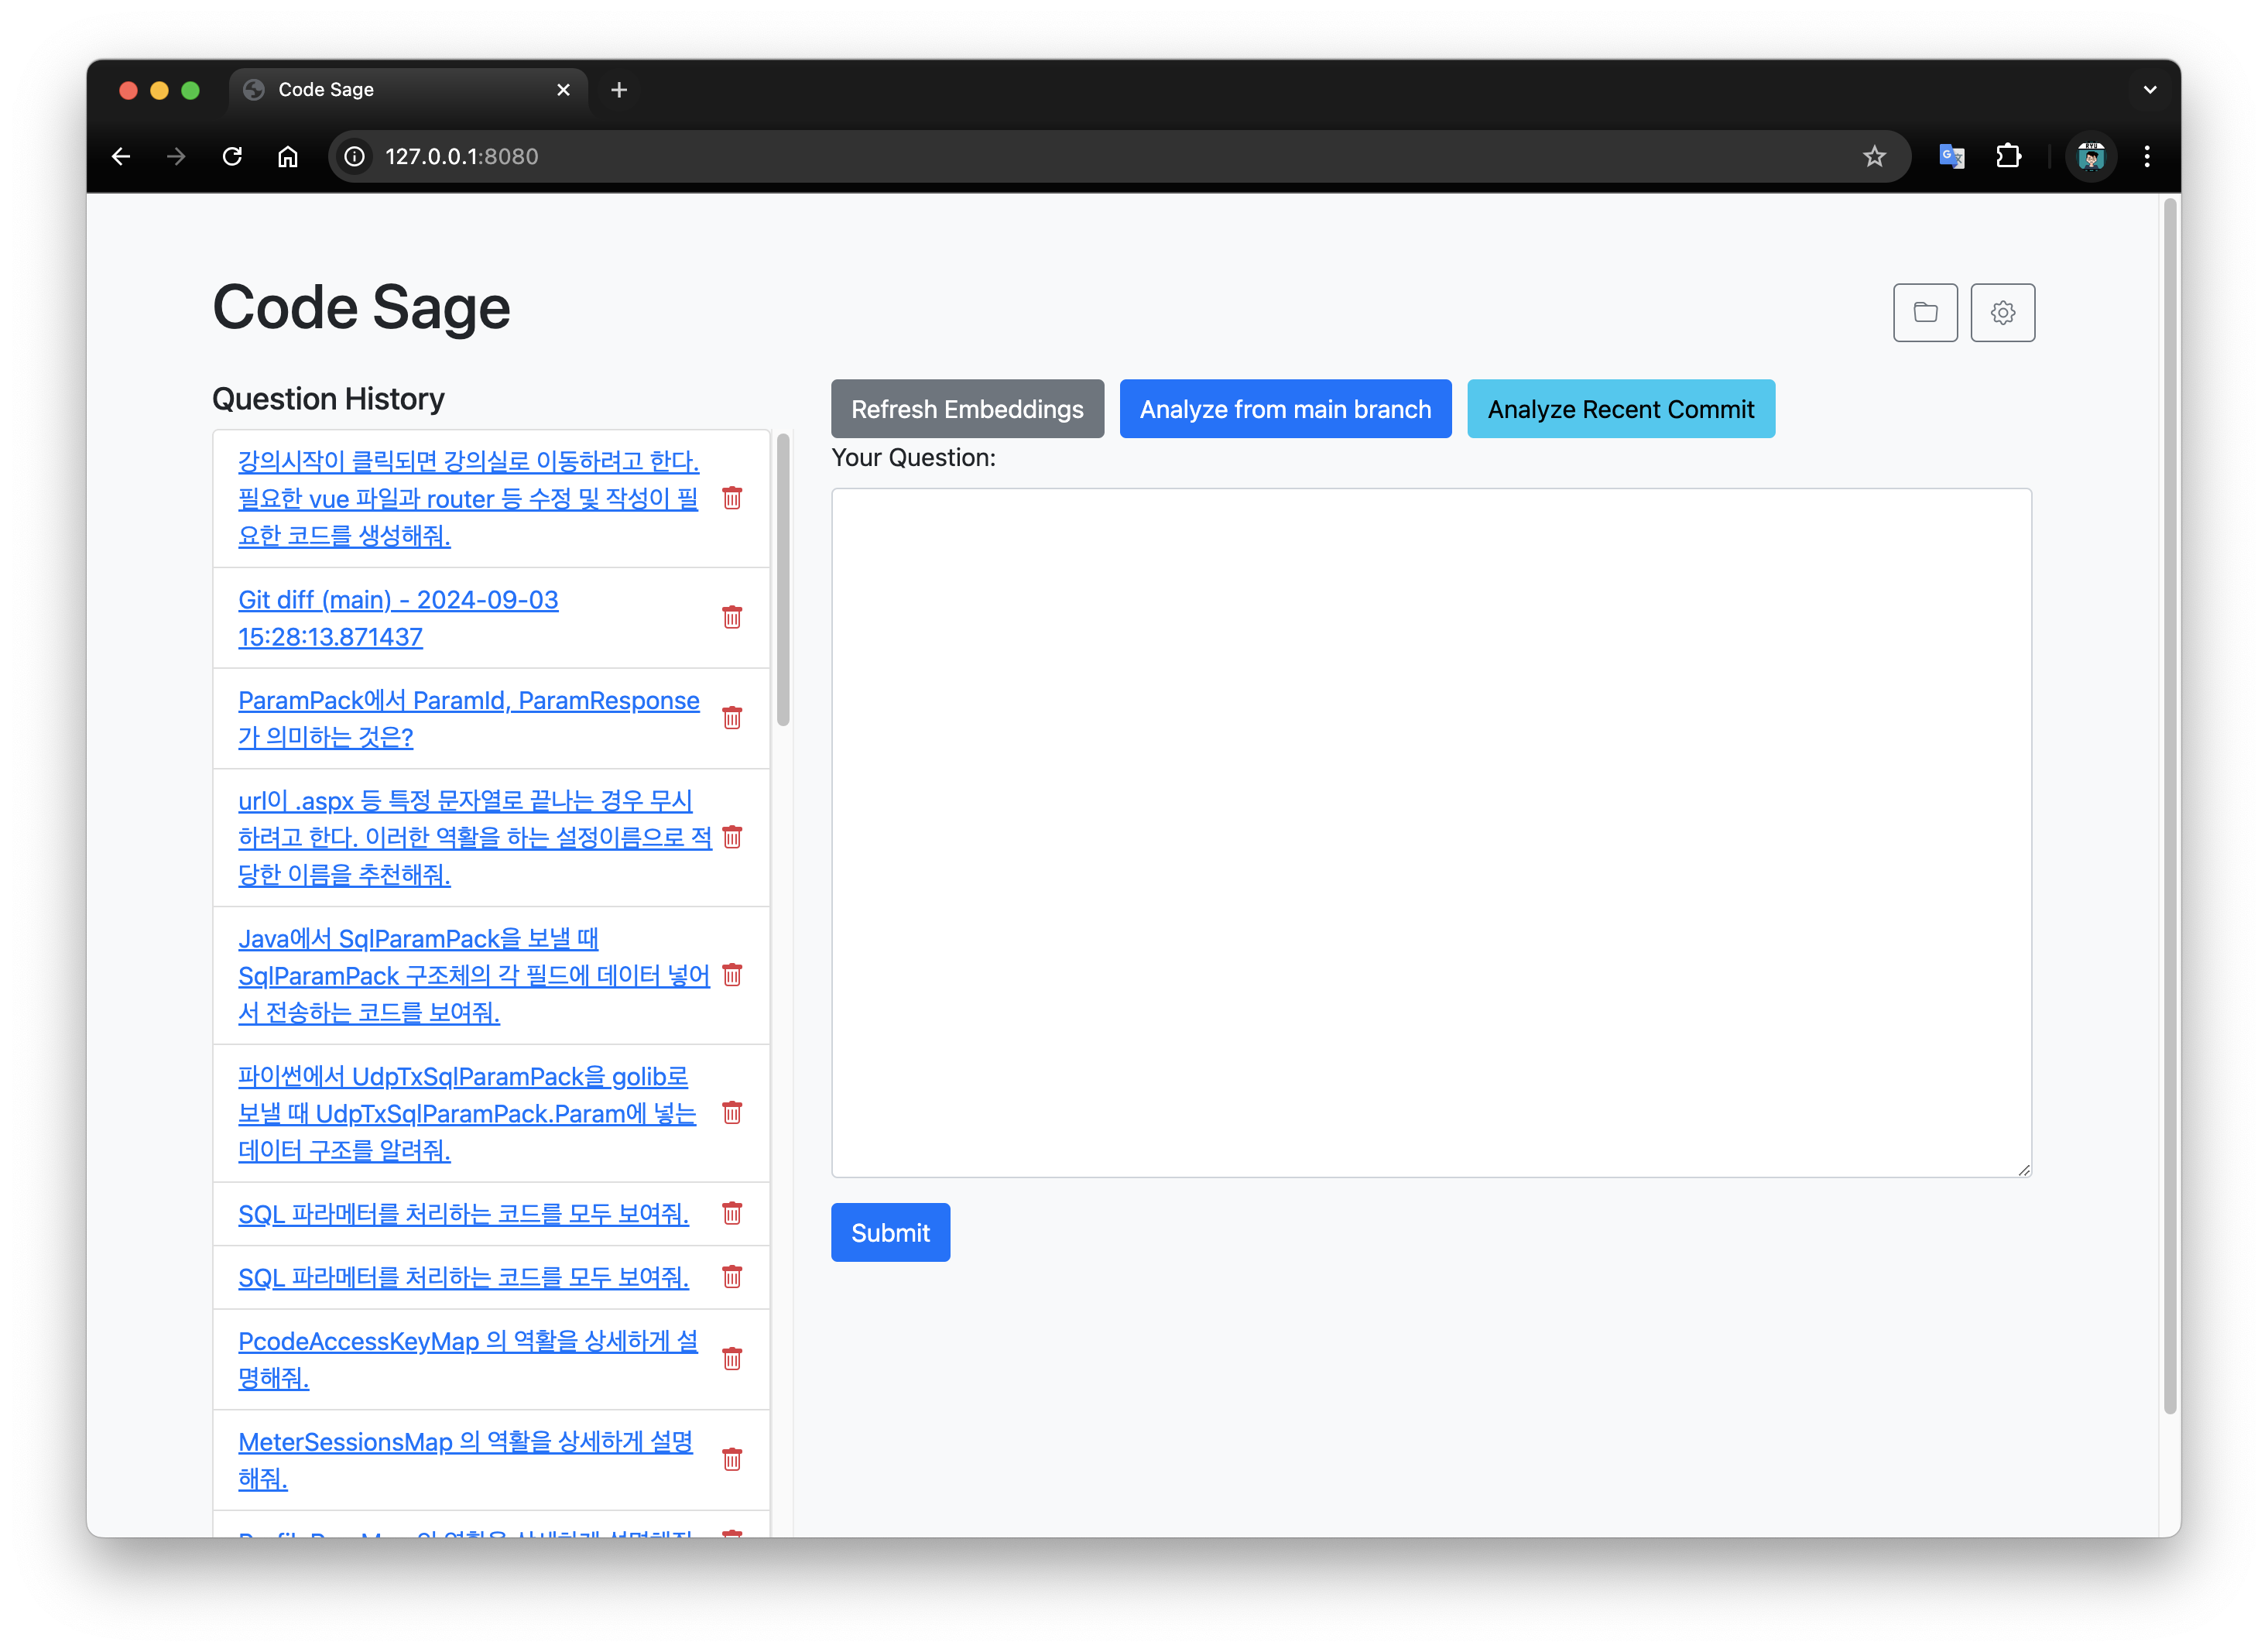 Code Sage
127.0.0.1:8080
Code Sage
Question History
강의시작이 클릭되면 강의실로 이동하려고 한다.
필요한 vue 파일과 router 등 수정 및 작성이 필
요한 코드를 생성해줘.
Git diff (main) - 2024-09-03
15:28:13.871437
ParamPack에서 ParamId, ParamResponse
가 의미하는 것은?
url이 .aspx 등 특정 문자열로 끝나는 경우 무시
하려고 한다. 이러한 역활을 하는 설정이름으로 적
당한 이름을 추천해줘.
Java에서 SqlParamPack을 보낼 때
SqlParamPack 구조체의 각 필드에 데이터 넣어
서 전송하는 코드를 보여줘.
파이썬에서 UdpTxSqlParamPack을 golib로
보낼 때 UdpTxSqlParamPack.Param에 넣는
데이터 구조를 알려줘.
SQL 파라메터를 처리하는 코드를 모두 보여줘.
SQL 파라메터를 처리하는 코드를 모두 보여줘.
PcodeAccessKeyMap 의 역활을 상세하게 설
명해줘.
MeterSessionsMap 의 역활을 상세하게 설명
해줘.
Refresh Embeddings
Analyze from main branch
Analyze Recent Commit
Your Question:
Submit